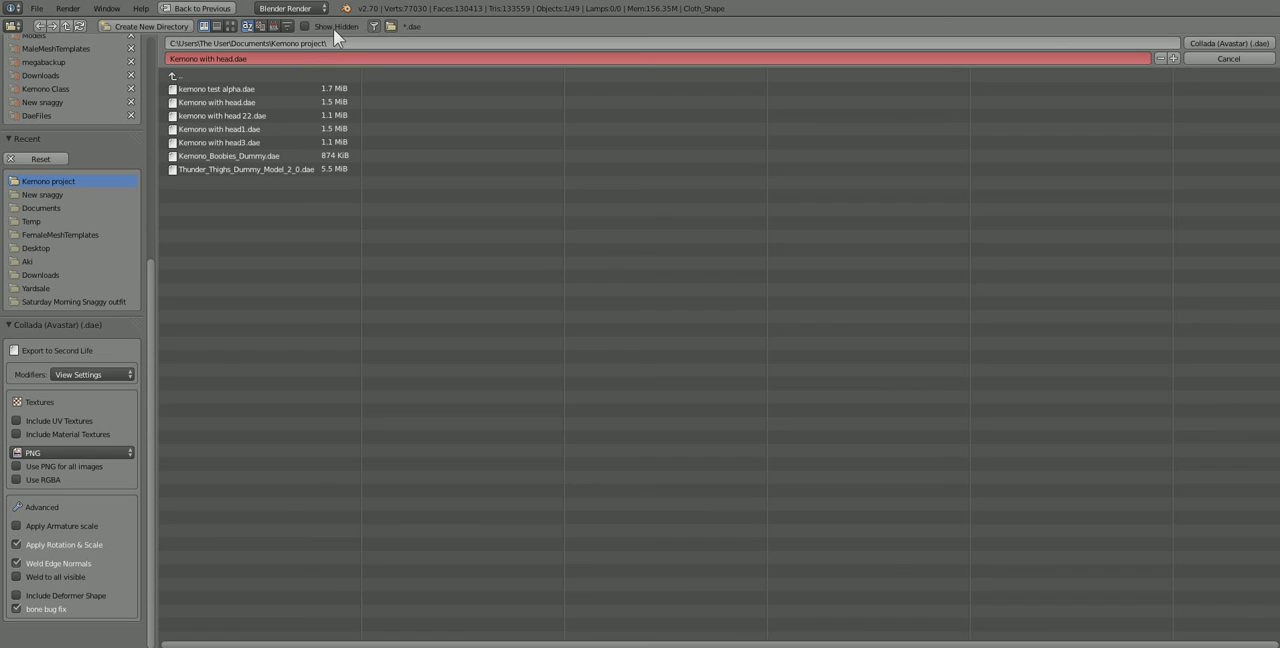 File Render Window Help Back to Previous Blender Render v2.70 | Verts:77030 | Faces:130413 | Tris:133559 | Objects:1/49 | Lamps:0/0 | Mem:156.35M | Cloth_Shape
Create New Directory Show Hidden *.dae
Models
MaleMeshTemplates
megabackup
Downloads
Kemono Class
New snaggy
DaeFiles
Recent
Reset
Kemono project
New snaggy
Documents
Temp
FemaleMeshTemplates
Desktop
Aki
Downloads
Yardsale
Saturday Morning Snaggy outfit
Collada (Avastar) (.dae)
Export to Second Life
Modifiers: View Settings
Textures
Include UV Textures
Include Material Textures
PNG
Use PNG for all images
Use RGBA
Advanced
Apply Armature scale
Apply Rotation & Scale
Weld Edge Normals
Weld to all visible
Include Deformer Shape
bone bug fix
C:\Users\The User\Documents\Kemono project\ Collada (Avastar) (.dae)
Kemono with head.dae Cancel
..
kemono test alpha.dae 1.7 MiB
Kemono with head.dae 1.5 MiB
kemono with head 22.dae 1.1 MiB
Kemono with head1.dae 1.5 MiB
Kemono with head3.dae 1.1 MiB
Kemono_Boobies_Dummy.dae 874 KiB
Thunder_Thighs_Dummy_Model_2_0.dae 5.5 MiB